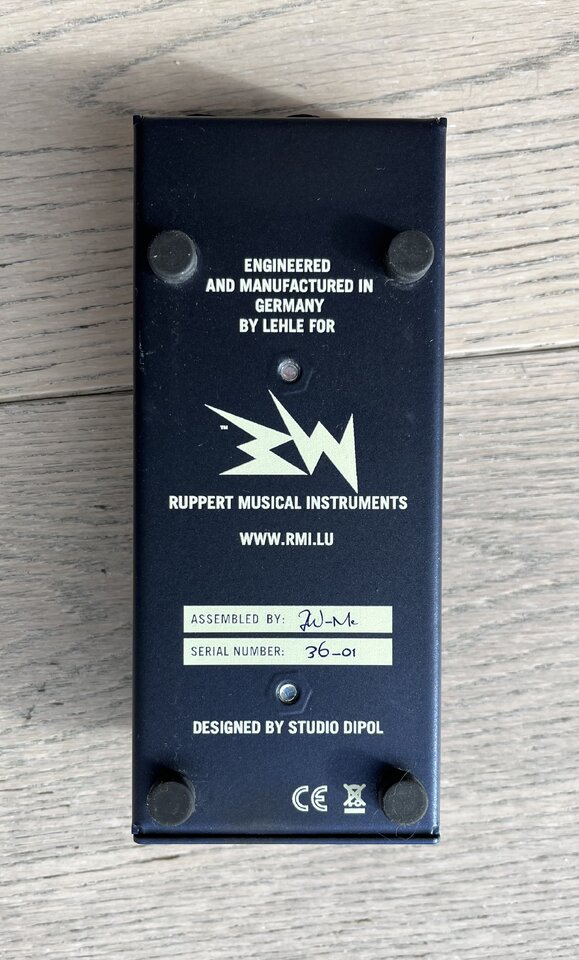 ENGINEERED
AND MANUFACTURED IN
GERMANY
BY LEHLE FOR
™
RUPPERT MUSICAL INSTRUMENTS
WWW.RMI.LU
ASSEMBLED BY:
SERIAL NUMBER: 36-01
DESIGNED BY STUDIO DIPOL
CE